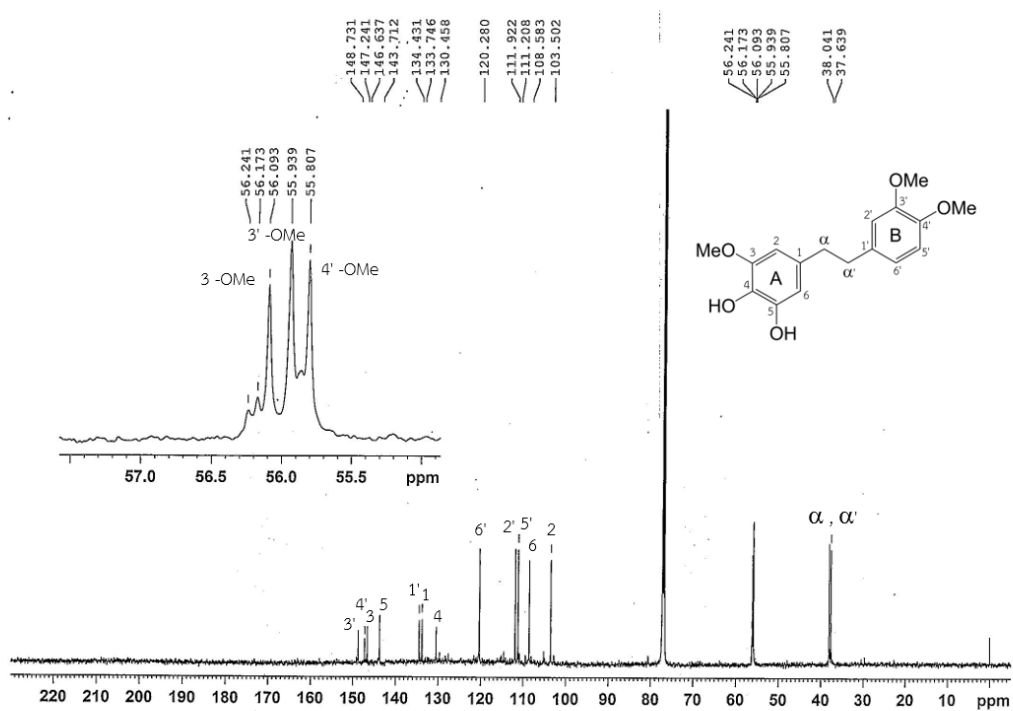 148.731
147.241
146.637
143.712
134.431
133.746
130.458
120.280
111.922
111.208
108.583
103.502
56.241
56.173
56.093
55.939
55.807
38.041
37.639
56.241
56.173
56.093
55.939
55.807
3' -OMe
3 -OMe
4' -OMe
57.0 56.5 56.0 55.5 ppm
OMe
3'
2'
OMe
4'
B
α
1'
5'
MeO
3
2
1
α'
6'
A
4
6
HO
5
OH
α , α'
6' 2' 5' 6 2
1' 1
4' 5
3' 3 4
220 210 200 190 180 170 160 150 140 130 120 110 100 90 80 70 60 50 40 30 20 10 ppm